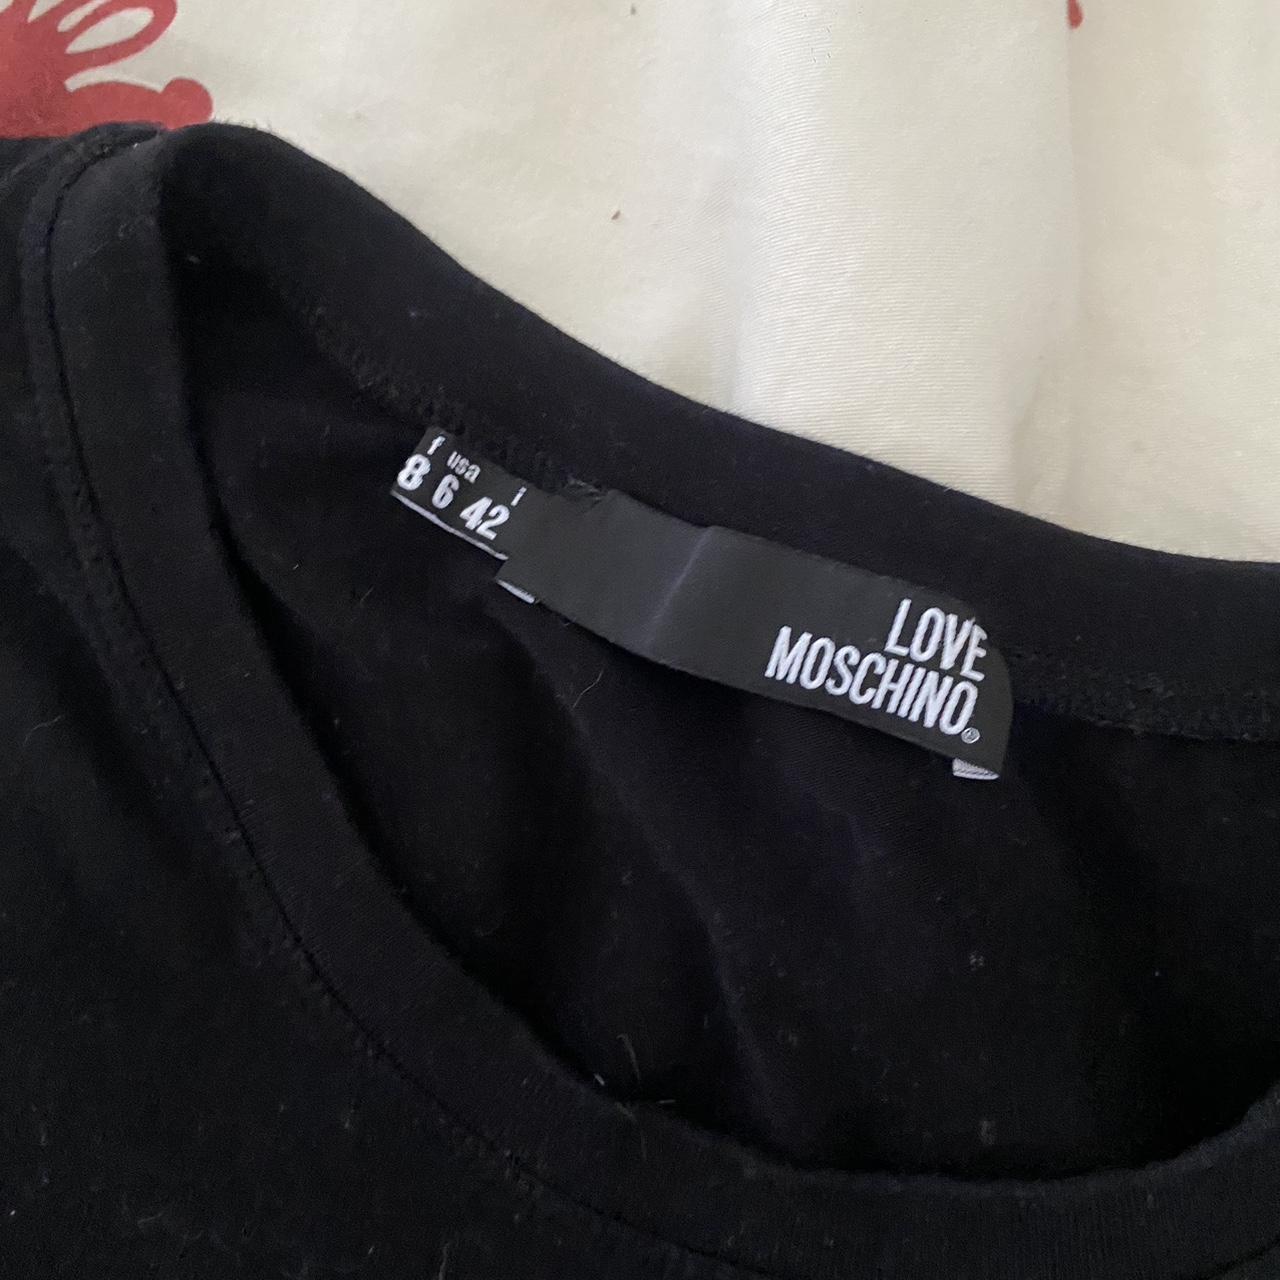 f usa i
8 6 42
LOVE
MOSCHINO®